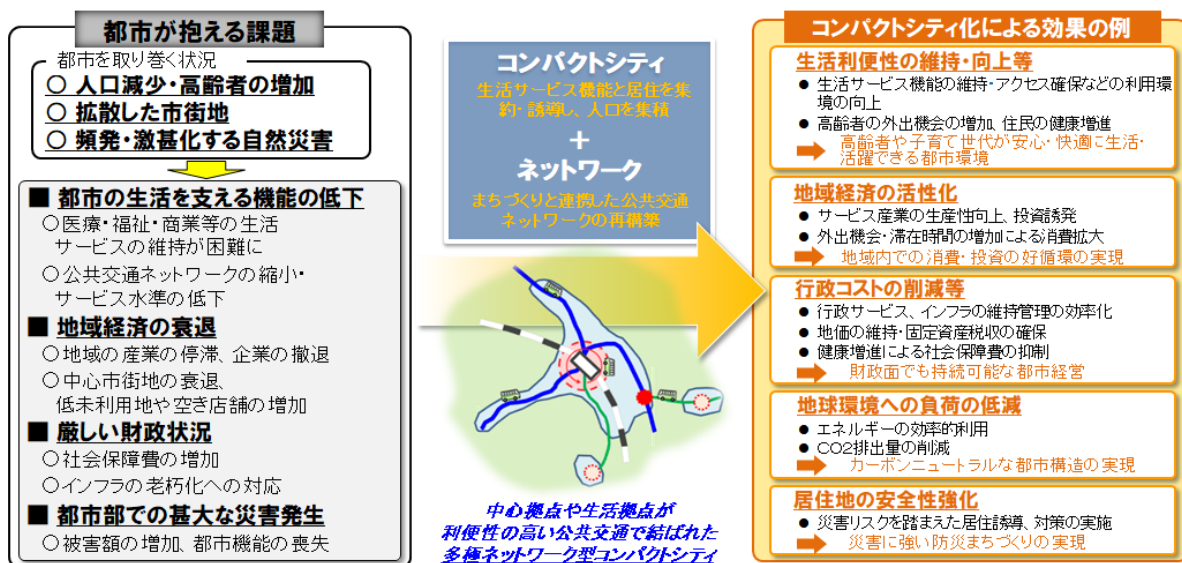 都市が抱える課題
都市を取り巻く状況
○ 人口減少・高齢者の増加
○ 拡散した市街地
○ 頻発・激甚化する自然災害
■ 都市の生活を支える機能の低下
○医療・福祉・商業等の生活
サービスの維持が困難に
○公共交通ネットワークの縮小・
サービス水準の低下
■ 地域経済の衰退
○地域の産業の停滞、企業の撤退
○中心市街地の衰退、
低未利用地や空き店舗の増加
■ 厳しい財政状況
○社会保障費の増加
○インフラの老朽化への対応
■ 都市部での甚大な災害発生
○被害額の増加、都市機能の喪失
コンパクトシティ
生活サービス機能と居住を集
約・誘導し、人口を集積
+
ネットワーク
まちづくりと連携した公共交通
ネットワークの再構築
中心拠点や生活拠点が
利便性の高い公共交通で結ばれた
多極ネットワーク型コンパクトシティ
コンパクトシティ化による効果の例
生活利便性の維持・向上等
● 生活サービス機能の維持・アクセス確保などの利用環
境の向上
● 高齢者の外出機会の増加、住民の健康増進
高齢者や子育て世代が安心・快適に生活・
活躍できる都市環境
地域経済の活性化
● サービス産業の生産性向上、投資誘発
● 外出機会・滞在時間の増加による消費拡大
地域内での消費・投資の好循環の実現
行政コストの削減等
● 行政サービス、インフラの維持管理の効率化
● 地価の維持・固定資産税収の確保
● 健康増進による社会保障費の抑制
財政面でも持続可能な都市経営
地球環境への負荷の低減
● エネルギーの効率的利用
● CO2排出量の削減
カーボンニュートラルな都市構造の実現
居住地の安全性強化
● 災害リスクを踏まえた居住誘導、対策の実施
災害に強い防災まちづくりの実現